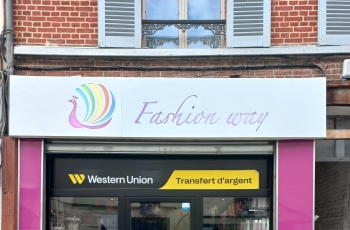 Fashion way
Western Union Transfert d'argent